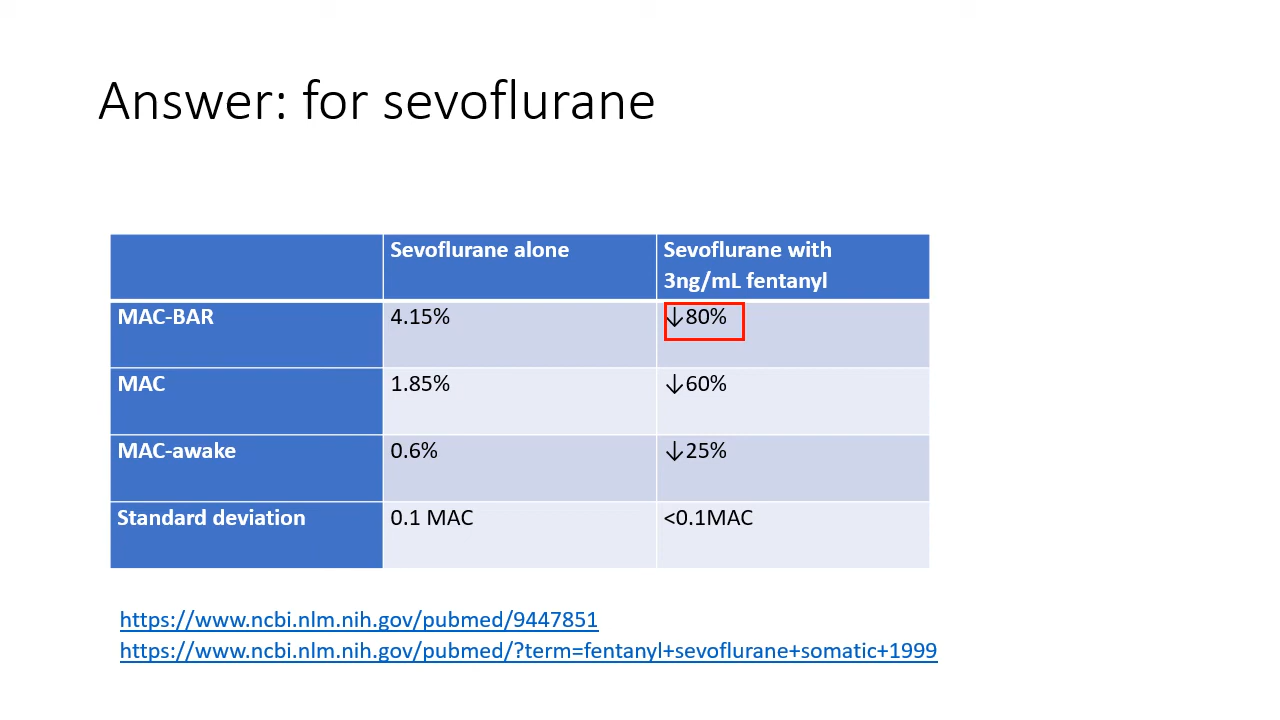 Answer: for sevoflurane
Sevoflurane alone
Sevoflurane with
3ng/mL fentanyl
MAC-BAR
4.15%
↓80%
MAC
1.85%
↓60%
MAC-awake
0.6%
↓25%
Standard deviation
0.1 MAC
<0.1MAC
https://www.ncbi.nlm.nih.gov/pubmed/9447851
https://www.ncbi.nlm.nih.gov/pubmed/?term=fentanyl+sevoflurane+somatic+1999